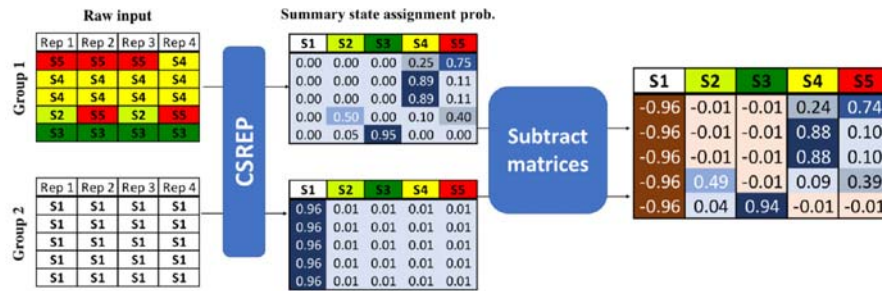 Raw input
Summary state assignment prob.
Group 1
Rep 1 Rep 2 Rep 3 Rep 4
S5 S5 S5 S4
S4 S4 S4 S4
S4 S4 S4 S4
S2 S5 S2 S5
S3 S3 S3 S3
Group 2
Rep 1 Rep 2 Rep 3 Rep 4
S1 S1 S1 S1
S1 S1 S1 S1
S1 S1 S1 S1
S1 S1 S1 S1
S1 S1 S1 S1
CSREP
S1 S2 S3 S4 S5
0.00 0.00 0.00 0.25 0.75
0.00 0.00 0.00 0.89 0.11
0.00 0.00 0.00 0.89 0.11
0.00 0.50 0.00 0.10 0.40
0.00 0.05 0.95 0.00 0.00
S1 S2 S3 S4 S5
0.96 0.01 0.01 0.01 0.01
0.96 0.01 0.01 0.01 0.01
0.96 0.01 0.01 0.01 0.01
0.96 0.01 0.01 0.01 0.01
0.96 0.01 0.01 0.01 0.01
Subtract
matrices
S1 S2 S3 S4 S5
-0.96 -0.01 -0.01 0.24 0.74
-0.96 -0.01 -0.01 0.88 0.10
-0.96 -0.01 -0.01 0.88 0.10
-0.96 0.49 -0.01 0.09 0.39
-0.96 0.04 0.94 -0.01 -0.01